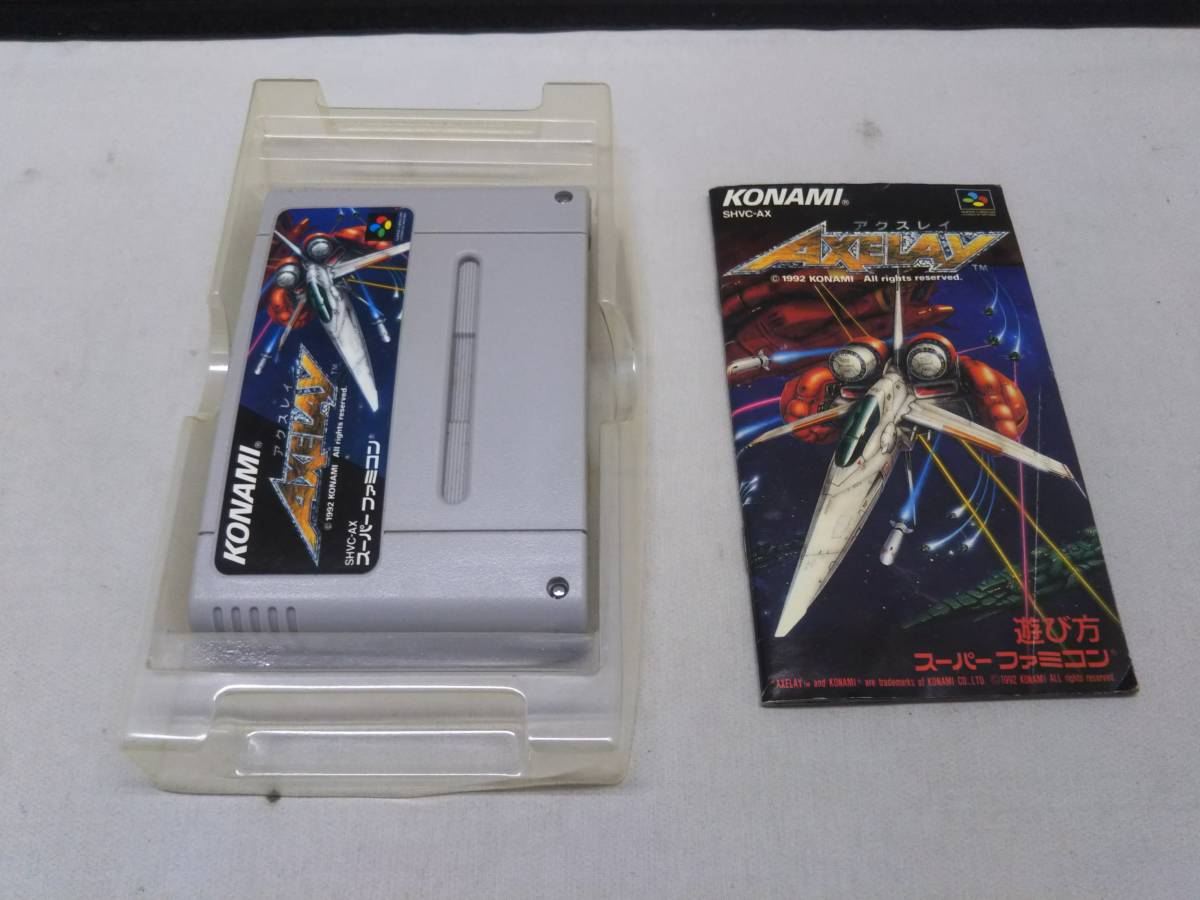 KONAMI®
アクスレイ
AXELAY™
© 1992 KONAMI All rights reserved.
SHVC-AX
スーパーファミコン®
KONAMI®
SHVC-AX
アクスレイ
AXELAY™
© 1992 KONAMI All rights reserved.
遊び方
スーパーファミコン®
AXELAY™ and KONAMI® are trademarks of KONAMI CO.,LTD. ©1992 KONAMI ALL rights reserved.